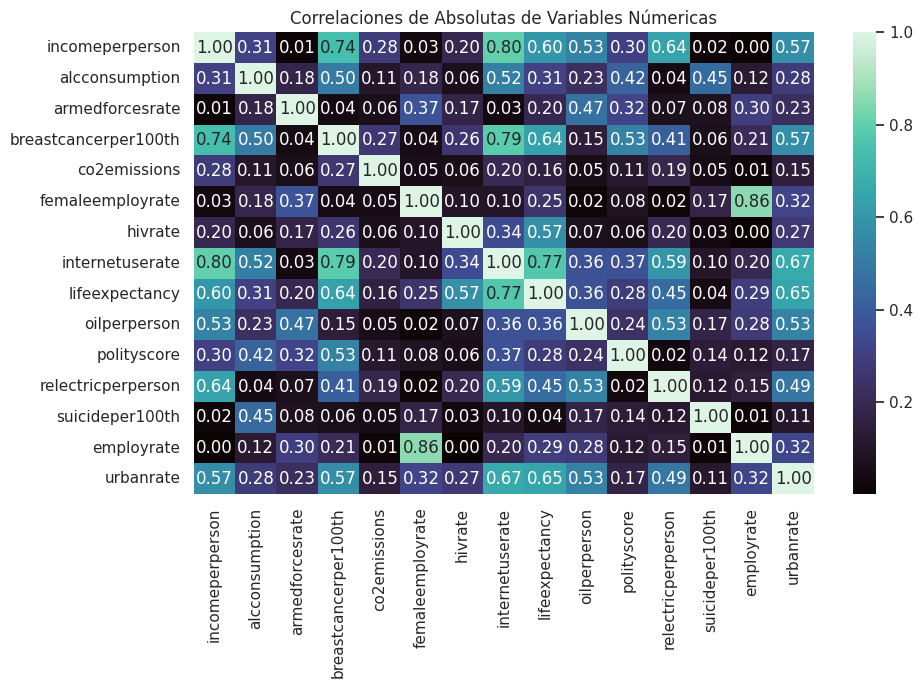 Correlaciones de Absolutas de Variables Númericas
incomeperperson 1.00 0.31 0.01 0.74 0.28 0.03 0.20 0.80 0.60 0.53 0.30 0.64 0.02 0.00 0.57
alcconsumption 0.31 1.00 0.18 0.50 0.11 0.18 0.06 0.52 0.31 0.23 0.42 0.04 0.45 0.12 0.28
armedforcesrate 0.01 0.18 1.00 0.04 0.06 0.37 0.17 0.03 0.20 0.47 0.32 0.07 0.08 0.30 0.23
breastcancerper100th 0.74 0.50 0.04 1.00 0.27 0.04 0.26 0.79 0.64 0.15 0.53 0.41 0.06 0.21 0.57
co2emissions 0.28 0.11 0.06 0.27 1.00 0.05 0.06 0.20 0.16 0.05 0.11 0.19 0.05 0.01 0.15
femaleemployrate 0.03 0.18 0.37 0.04 0.05 1.00 0.10 0.10 0.25 0.02 0.08 0.02 0.17 0.86 0.32
hivrate 0.20 0.06 0.17 0.26 0.06 0.10 1.00 0.34 0.57 0.07 0.06 0.20 0.03 0.00 0.27
internetuserate 0.80 0.52 0.03 0.79 0.20 0.10 0.34 1.00 0.77 0.36 0.37 0.59 0.10 0.20 0.67
lifeexpectancy 0.60 0.31 0.20 0.64 0.16 0.25 0.57 0.77 1.00 0.36 0.28 0.45 0.04 0.29 0.65
oilperperson 0.53 0.23 0.47 0.15 0.05 0.02 0.07 0.36 0.36 1.00 0.24 0.53 0.17 0.28 0.53
polityscore 0.30 0.42 0.32 0.53 0.11 0.08 0.06 0.37 0.28 0.24 1.00 0.02 0.14 0.12 0.17
relectricperperson 0.64 0.04 0.07 0.41 0.19 0.02 0.20 0.59 0.45 0.53 0.02 1.00 0.12 0.15 0.49
suicideper100th 0.02 0.45 0.08 0.06 0.05 0.17 0.03 0.10 0.04 0.17 0.14 0.12 1.00 0.01 0.11
employrate 0.00 0.12 0.30 0.21 0.01 0.86 0.00 0.20 0.29 0.28 0.12 0.15 0.01 1.00 0.32
urbanrate 0.57 0.28 0.23 0.57 0.15 0.32 0.27 0.67 0.65 0.53 0.17 0.49 0.11 0.32 1.00
incomeperperson
alcconsumption
armedforcesrate
breastcancerper100th
co2emissions
femaleemployrate
hivrate
internetuserate
lifeexpectancy
oilperperson
polityscore
relectricperperson
suicideper100th
employrate
urbanrate
1.0
0.8
0.6
0.4
0.2